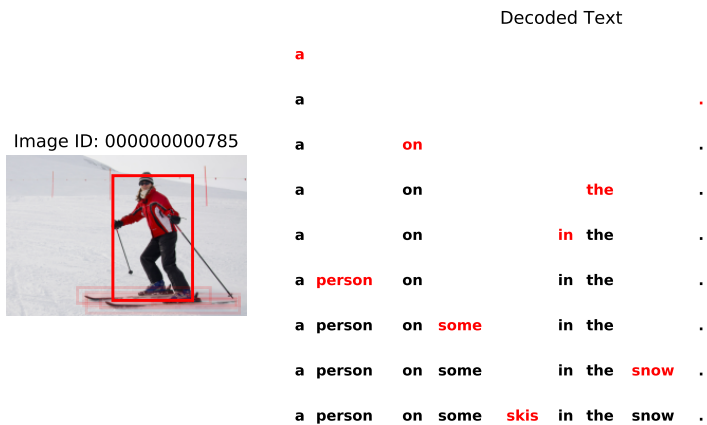 Decoded Text
a
a .
Image ID: 000000000785
a on .
a on the .
a on in the .
a person on in the .
a person on some in the .
a person on some in the snow .
a person on some skis in the snow .